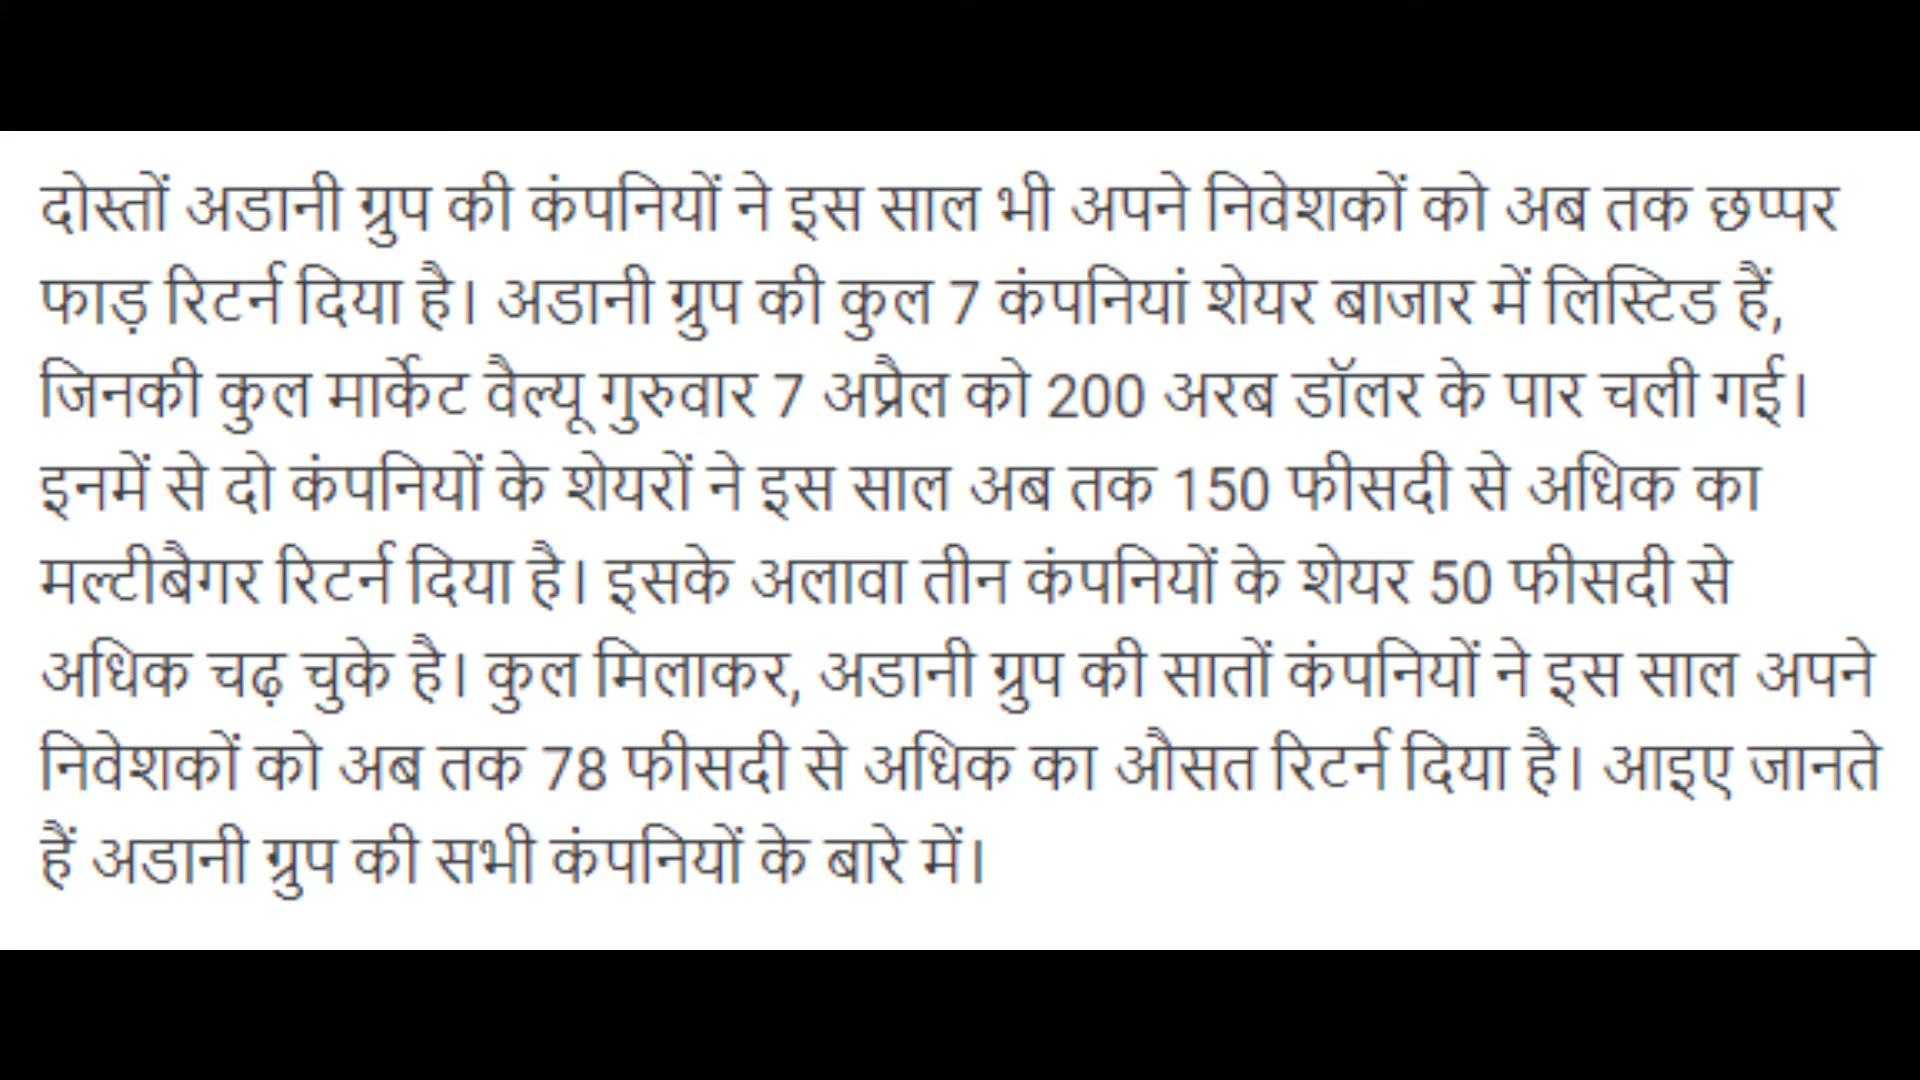 दोस्तों अडानी ग्रुप की कंपनियों ने इस साल भी अपने निवेशकों को अब तक छप्पर
फाड़ रिटर्न दिया है। अडानी ग्रुप की कुल 7 कंपनियां शेयर बाजार में लिस्टिड हैं,
जिनकी कुल मार्केट वैल्यू गुरुवार 7 अप्रैल को 200 अरब डॉलर के पार चली गई।
इनमें से दो कंपनियों के शेयरों ने इस साल अब तक 150 फीसदी से अधिक का
मल्टीबैगर रिटर्न दिया है। इसके अलावा तीन कंपनियों के शेयर 50 फीसदी से
अधिक चढ़ चुके है। कुल मिलाकर, अडानी ग्रुप की सातों कंपनियों ने इस साल अपने
निवेशकों को अब तक 78 फीसदी से अधिक का औसत रिटर्न दिया है। आइए जानते
हैं अडानी ग्रुप की सभी कंपनियों के बारे में।